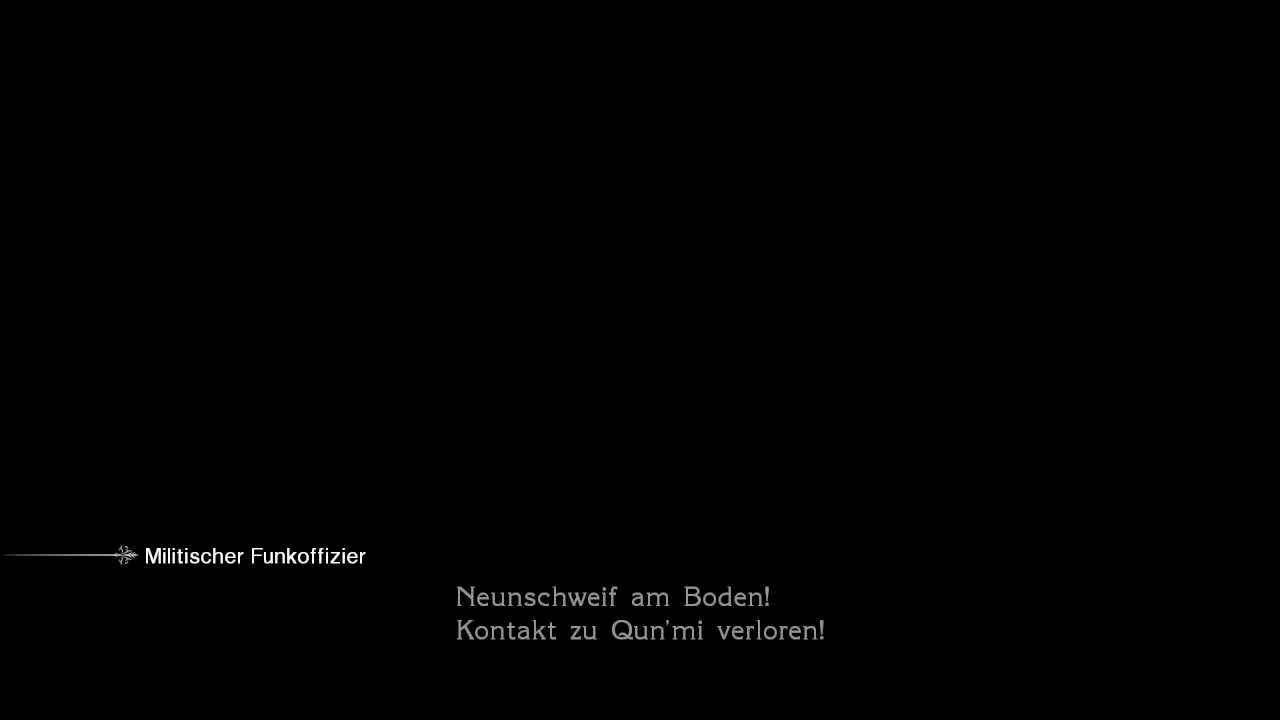 Militischer Funkoffizier
Neunschweif am Boden!
Kontakt zu Qun'mi verloren!